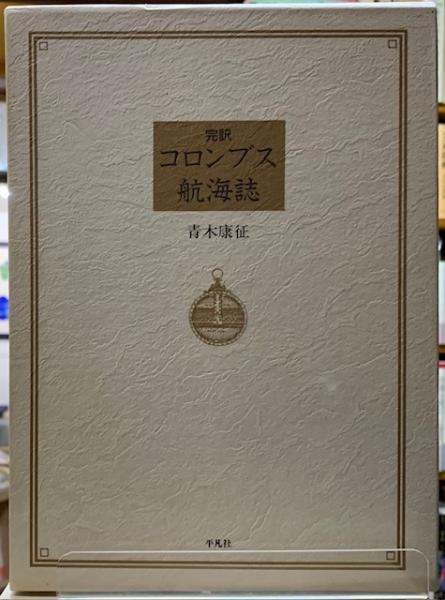 完訳
コロンブス
航海誌
青木康征
平凡社